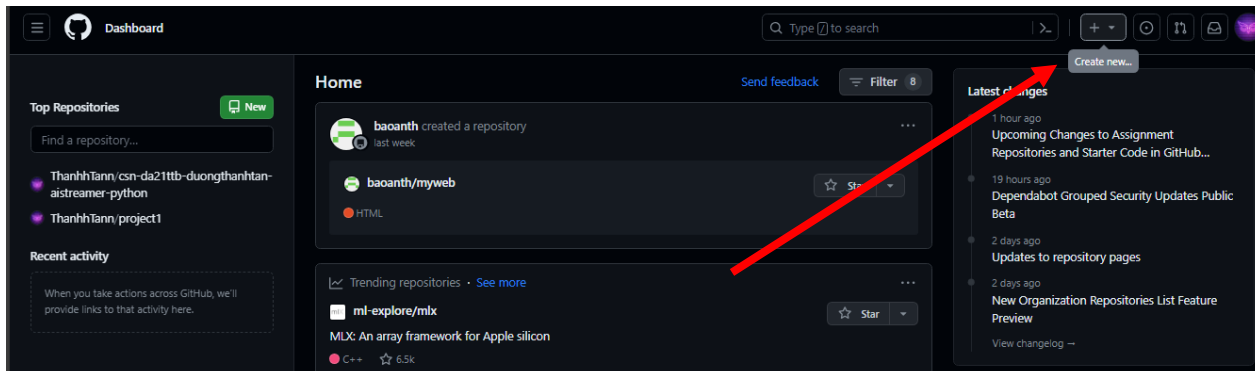 Dashboard
Type / to search
Create new...
Top Repositories
New
Find a repository...
ThanhhTann/csn-da21ttb-duongthanhtan-
aistreamer-python
ThanhhTann/project1
Recent activity
When you take actions across GitHub, we'll
provide links to that activity here.
Home
Send feedback
Filter 8
baoanth created a repository
last week
baoanth/myweb
Star
HTML
Trending repositories · See more
ml-explore/mlx
Star
MLX: An array framework for Apple silicon
C++ 6.5k
Latest changes
1 hour ago
Upcoming Changes to Assignment
Repositories and Starter Code in GitHub...
19 hours ago
Dependabot Grouped Security Updates Public
Beta
2 days ago
Updates to repository pages
2 days ago
New Organization Repositories List Feature
Preview
View changelog →